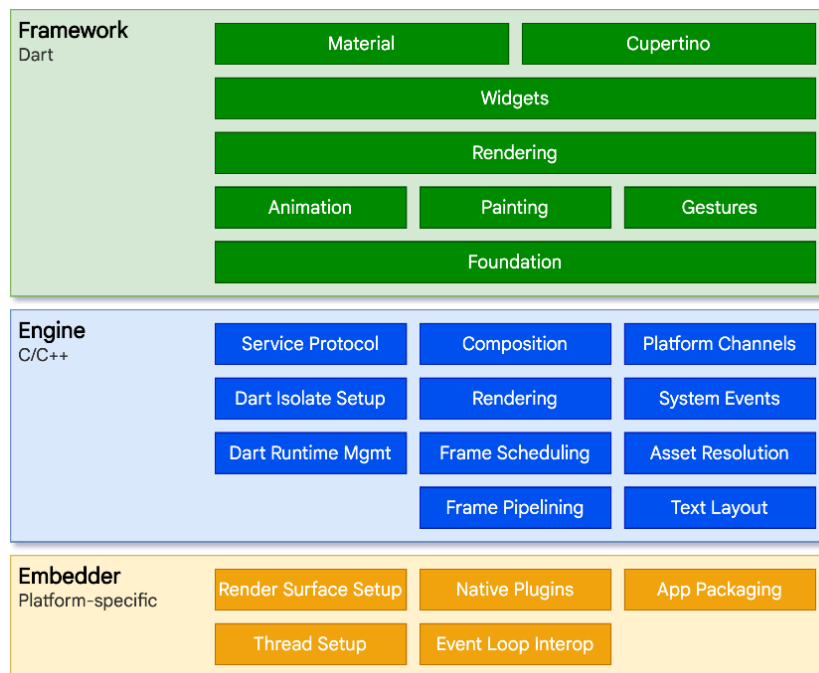 Framework
Dart
Material
Cupertino
Widgets
Rendering
Animation
Painting
Gestures
Foundation
Engine
C/C++
Service Protocol
Composition
Platform Channels
Dart Isolate Setup
Rendering
System Events
Dart Runtime Mgmt
Frame Scheduling
Asset Resolution
Frame Pipelining
Text Layout
Embedder
Platform-specific
Render Surface Setup
Native Plugins
App Packaging
Thread Setup
Event Loop Interop